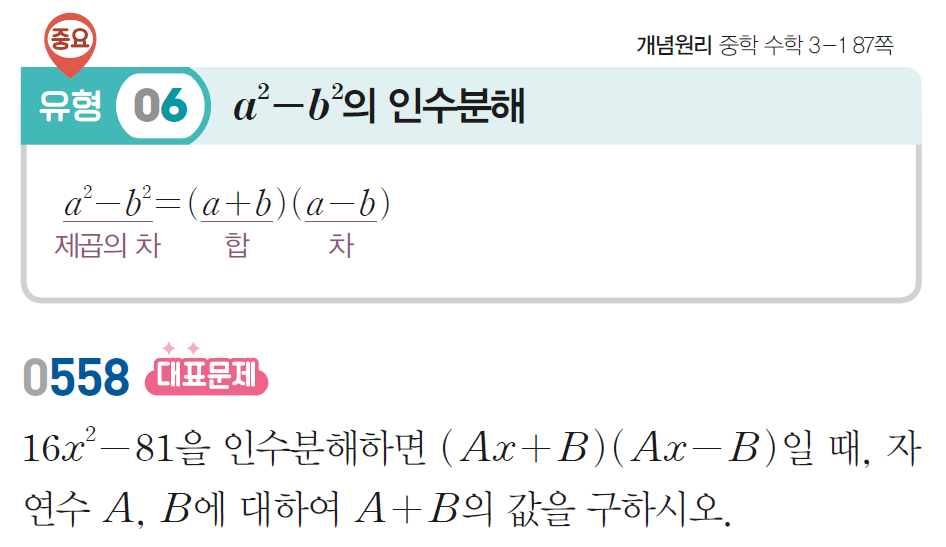 중요
개념원리 중학 수학 3-1 87쪽
유형 06 a²-b²의 인수분해
a²-b²=(a+b)(a-b)
제곱의 차 합 차
0558 대표문제
16x²-81을 인수분해하면 (Ax+B)(Ax-B)일 때, 자
연수 A, B에 대하여 A+B의 값을 구하시오.